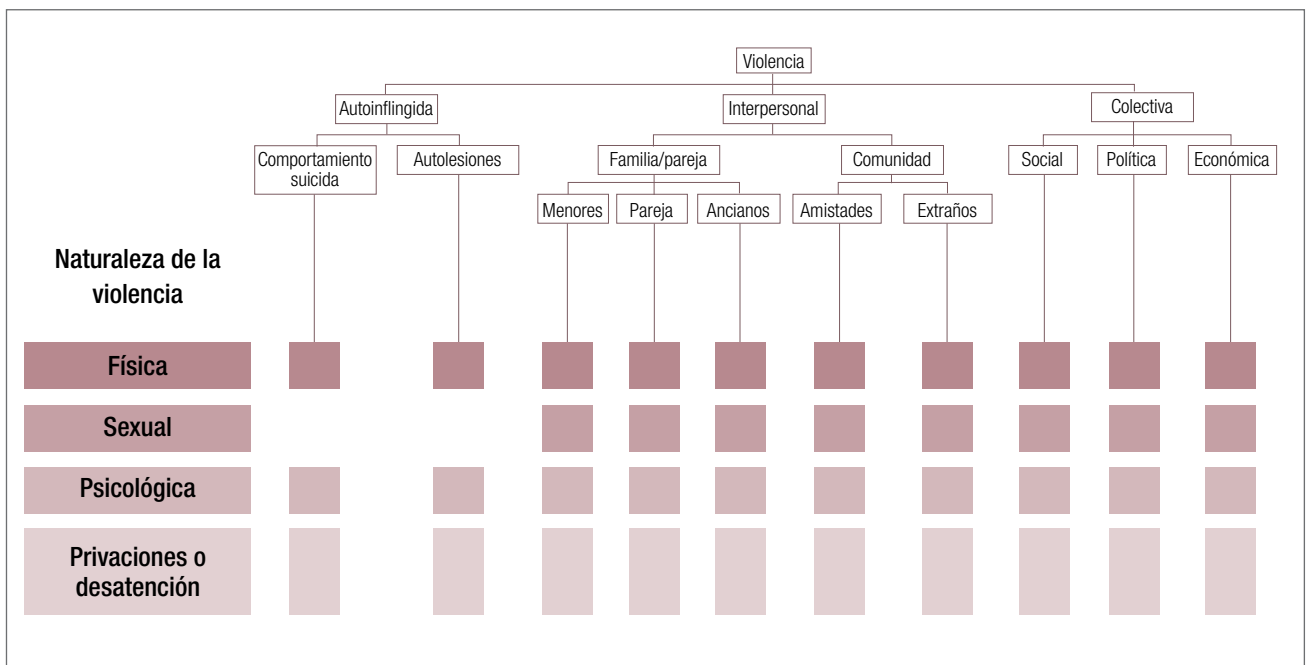 Violencia
Autoinflingida
Interpersonal
Colectiva
Comportamiento
suicida
Autolesiones
Familia/pareja
Comunidad
Social
Política
Económica
Menores
Pareja
Ancianos
Amistades
Extraños
Naturaleza de la
violencia
Física
Sexual
Psicológica
Privaciones o
desatención